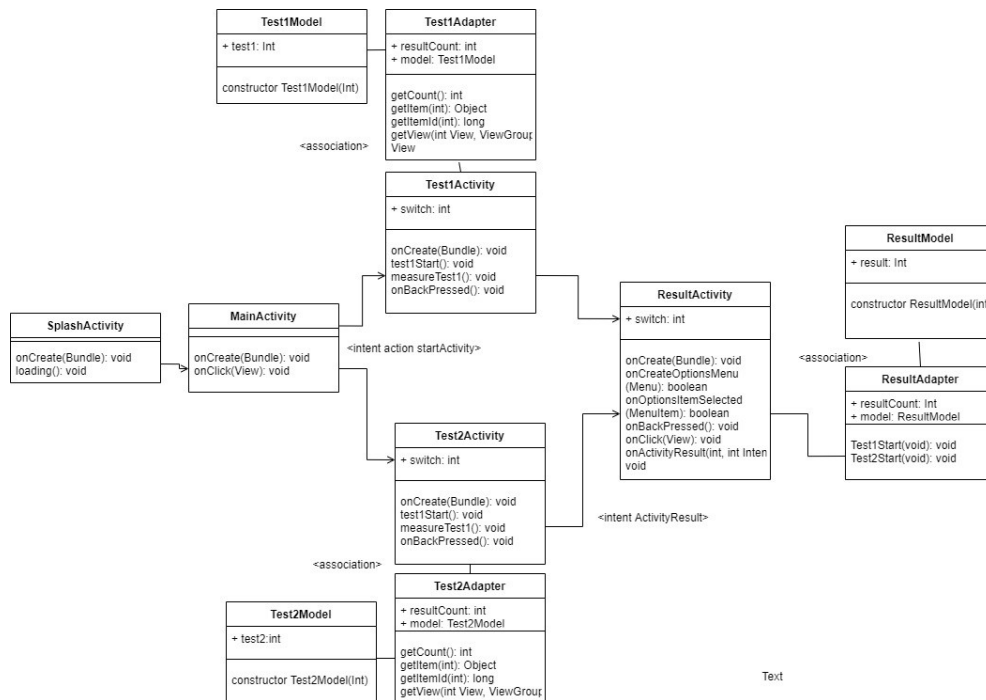 Test1Model
+ test1: Int
constructor Test1Model(Int)
Test1Adapter
+ resultCount: int
+ model: Test1Model
getCount(): int
getItem(int): Object
getItemId(int): long
getView(int View, ViewGroup
View
<association>
Test1Activity
+ switch: int
onCreate(Bundle): void
test1Start(): void
measureTest1(): void
onBackPressed(): void
SplashActivity
onCreate(Bundle): void
loading(): void
MainActivity
onCreate(Bundle): void
onClick(View): void
<intent action startActivity>
ResultActivity
+ switch: int
onCreate(Bundle): void
onCreateOptionsMenu
(Menu): boolean
onOptionsItemSelected
(MenuItem): boolean
onBackPressed(): void
onClick(View): void
onActivityResult(int, int Inten
void
ResultModel
+ result: Int
constructor ResultModel(int
<association>
ResultAdapter
+ resultCount: Int
+ model: ResultModel
Test1Start(void): void
Test2Start(void): void
Test2Activity
+ switch: int
onCreate(Bundle): void
test1Start(): void
measureTest1(): void
onBackPressed(): void
<intent ActivityResult>
<association>
Test2Adapter
+ resultCount: int
+ model: Test2Model
getCount(): int
getItem(int): Object
getItemId(int): long
getView(int View, ViewGroup
Test2Model
+ test2:int
constructor Test2Model(Int)
Text